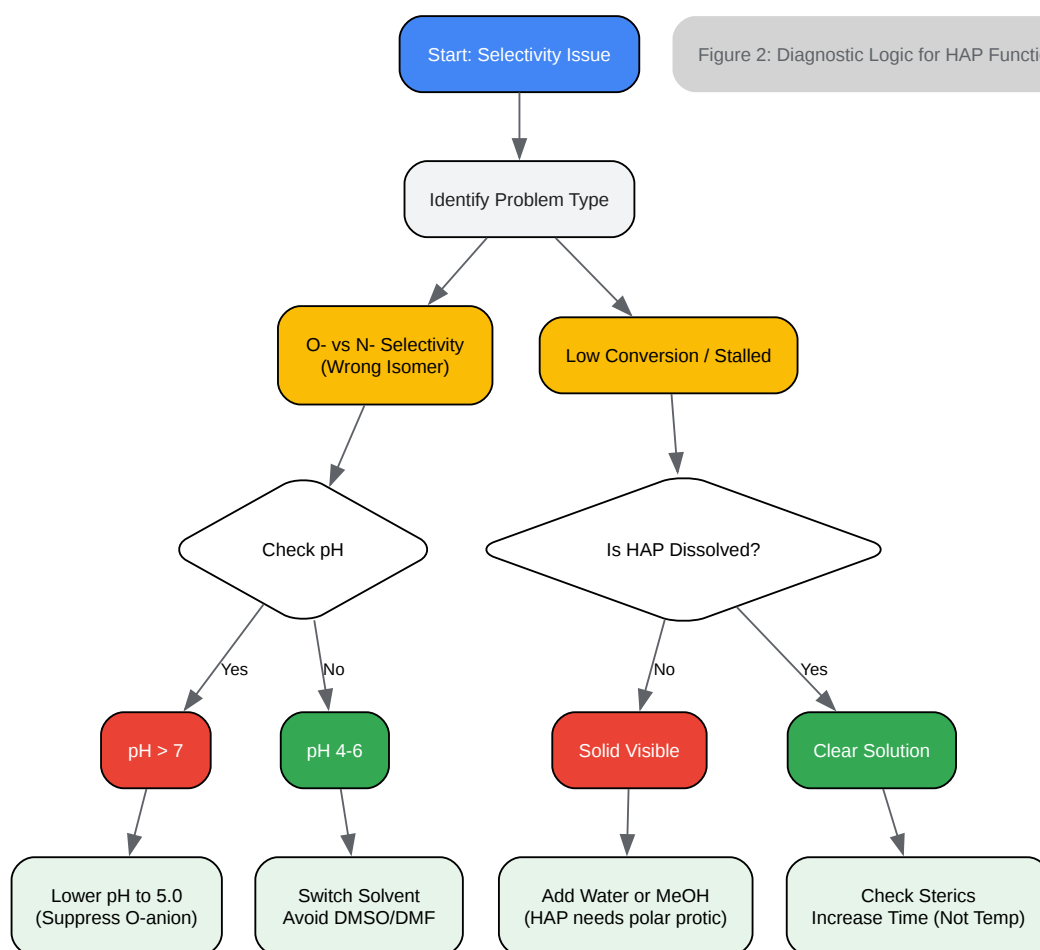 Start: Selectivity Issue
Figure 2: Diagnostic Logic for HAP
Identify Problem Type
O- vs N- Selectivity
(Wrong Isomer)
Low Conversion / Stalled
Check pH
Is HAP Dissolved?
Yes
No
No
Yes
pH > 7
pH 4-6
Solid Visible
Clear Solution
Lower pH to 5.0
(Suppress O-anion)
Switch Solvent
Avoid DMSO/DMF
Add Water or MeOH
(HAP needs polar protic)
Check Sterics
Increase Time (Not Temp)